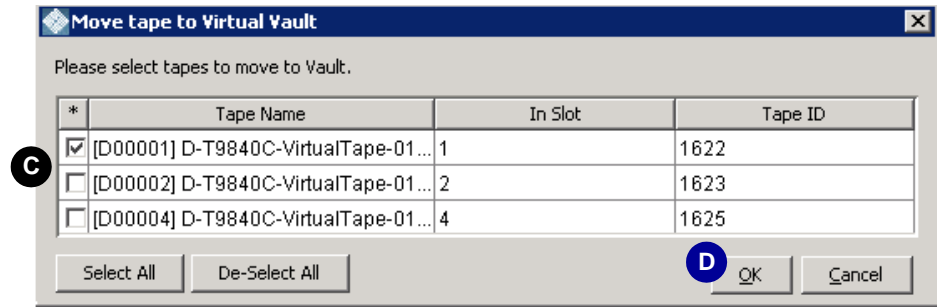 Move tape to Virtual Vault
Please select tapes to move to Vault.
* Tape Name In Slot Tape ID
C
[D00001] D-T9840C-VirtualTape-01... 1 1622
[D00002] D-T9840C-VirtualTape-01... 2 1623
[D00004] D-T9840C-VirtualTape-01... 4 1625
Select All De-Select All D OK Cancel